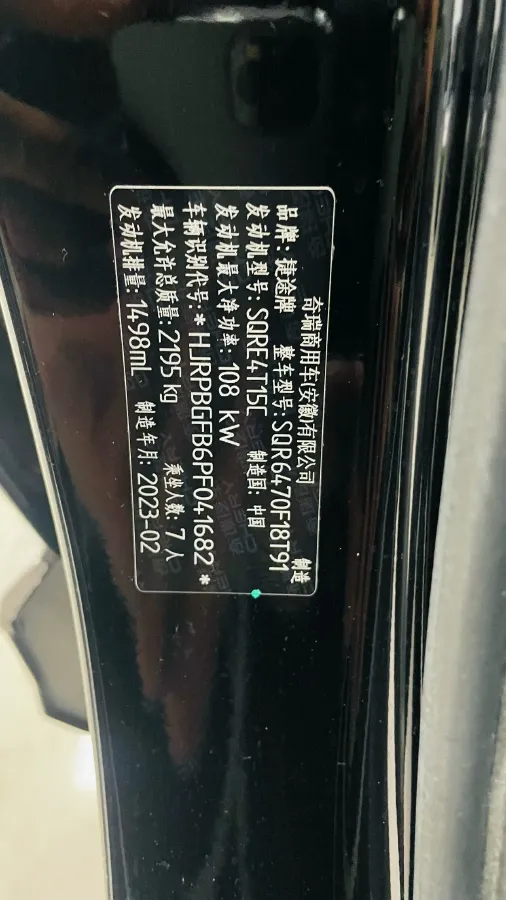 奇瑞商用车(安徽)有限公司 制造
品牌：捷途牌 整车型号：SQR6470F18T91
发动机型号：SQRE4T15C 制造国：中国
发动机最大净功率：108 kW
车辆识别代号：*HJRPBGFB6PF041682*
最大允许总质量：2195 kg 乘坐人数：7 人
发动机排量：1498mL 制造年月：2023-02